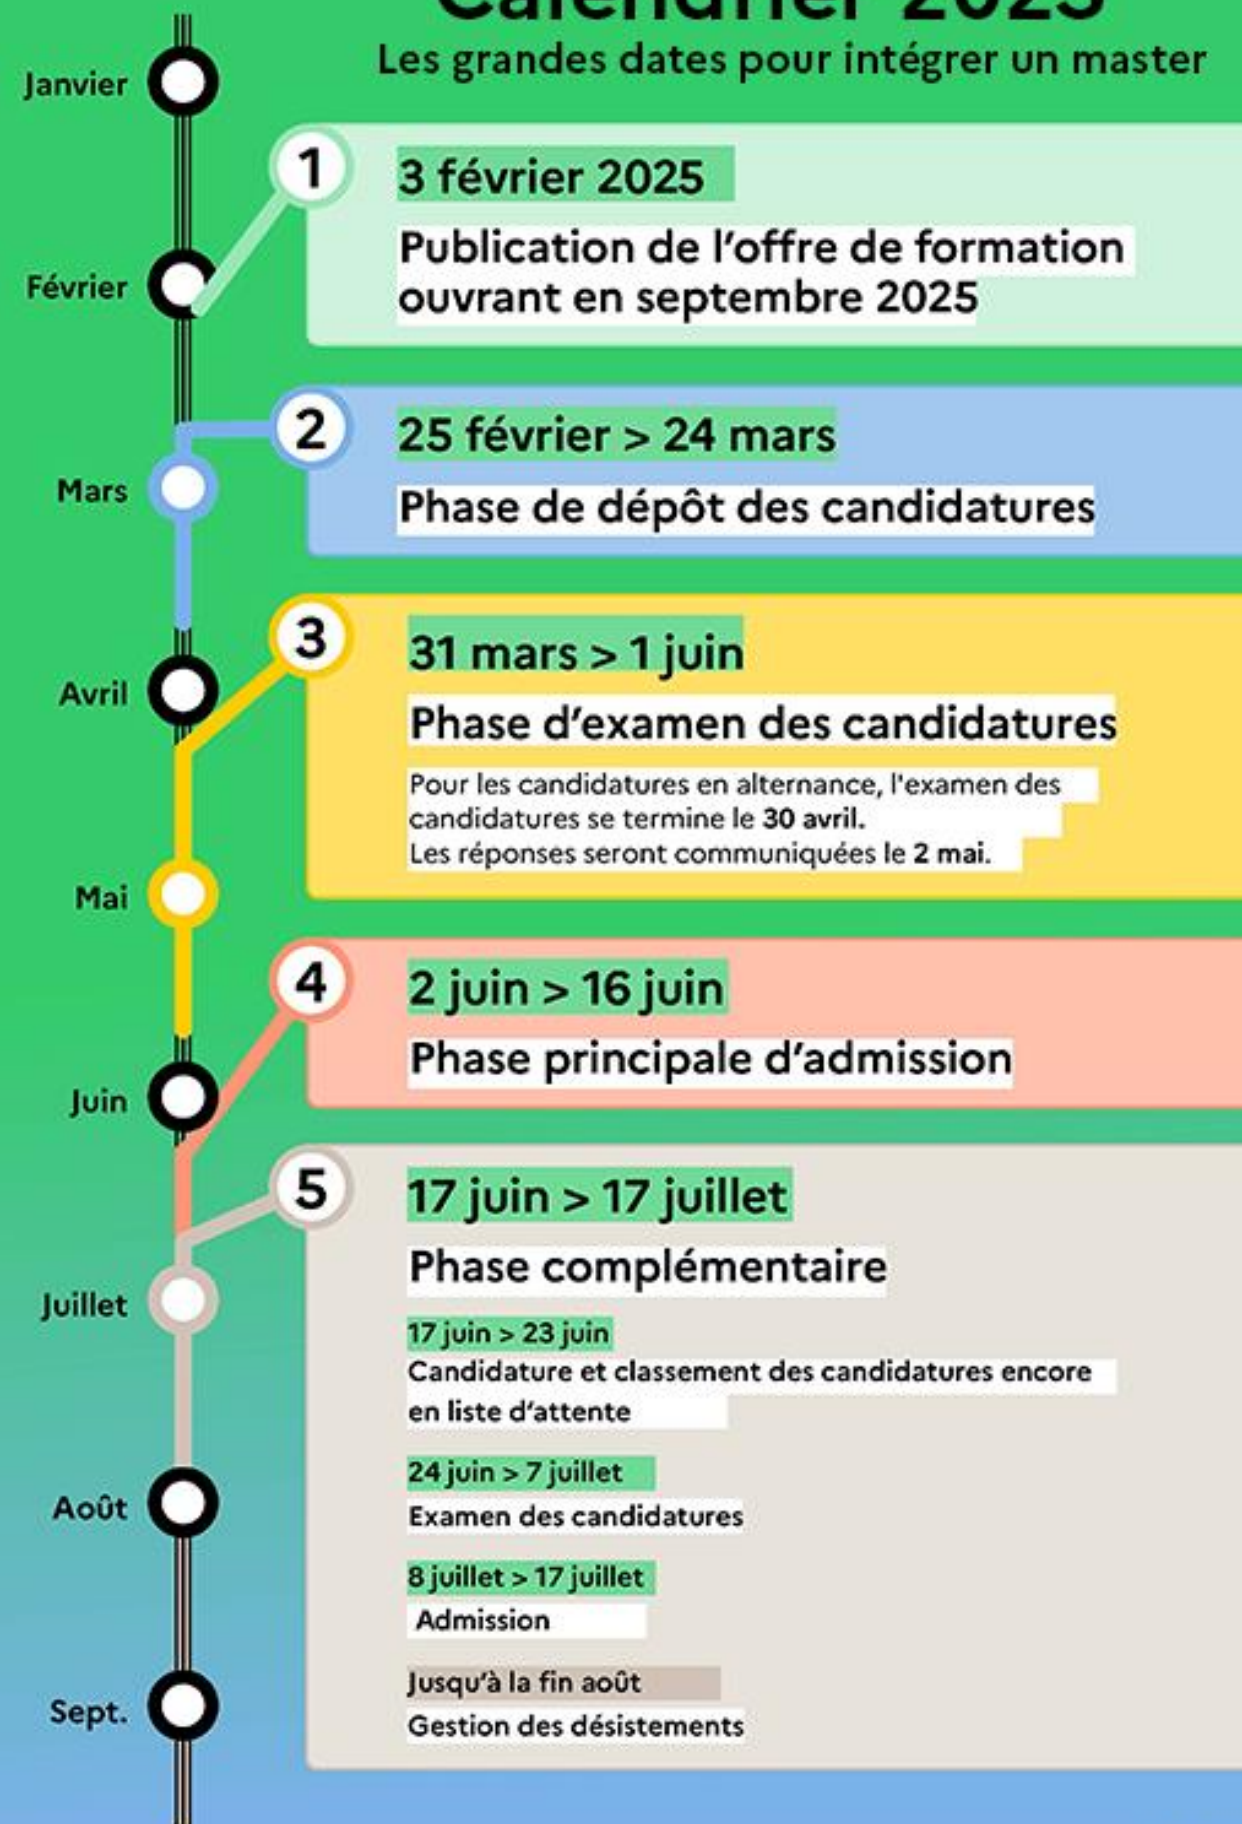 Calendrier 2025
Les grandes dates pour intégrer un master
Janvier
1
3 février 2025
Publication de l'offre de formation
ouvrant en septembre 2025
Février
2
25 février > 24 mars
Phase de dépôt des candidatures
Mars
3
31 mars > 1 juin
Phase d'examen des candidatures
Pour les candidatures en alternance, l'examen des
candidatures se termine le 30 avril.
Les réponses seront communiquées le 2 mai.
Avril
Mai
4
2 juin > 16 juin
Phase principale d'admission
Juin
5
17 juin > 17 juillet
Phase complémentaire
17 juin > 23 juin
Candidature et classement des candidatures encore
en liste d'attente
Juillet
24 juin > 7 juillet
Examen des candidatures
Août
8 juillet > 17 juillet
Admission
Jusqu'à la fin août
Gestion des désistements
Sept.